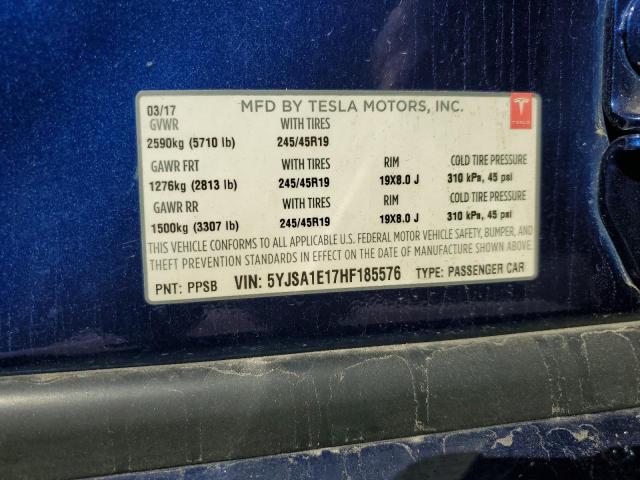 03/17 MFD BY TESLA MOTORS, INC.
TESLA
GVWR WITH TIRES
2590kg (5710 lb) 245/45R19
GAWR FRT WITH TIRES RIM COLD TIRE PRESSURE
1276kg (2813 lb) 245/45R19 19X8.0 J 310 kPa, 45 psi
GAWR RR WITH TIRES RIM COLD TIRE PRESSURE
1500kg (3307 lb) 245/45R19 19X8.0 J 310 kPa, 45 psi
THIS VEHICLE CONFORMS TO ALL APPLICABLE U.S. FEDERAL MOTOR VEHICLE SAFETY, BUMPER, AND
THEFT PREVENTION STANDARDS IN EFFECT ON THE DATE OF MANUFACTURE SHOWN ABOVE.
PNT: PPSB VIN: 5YJSA1E17HF185576 TYPE: PASSENGER CAR